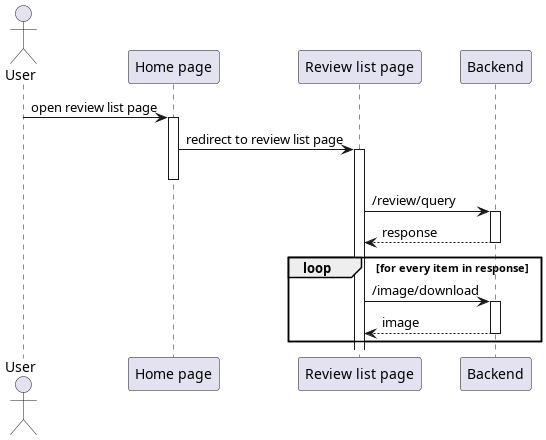 User
Home page
Review list page
Backend
open review list page
redirect to review list page
/review/query
response
loop
[for every item in response]
/image/download
image
User
Home page
Review list page
Backend